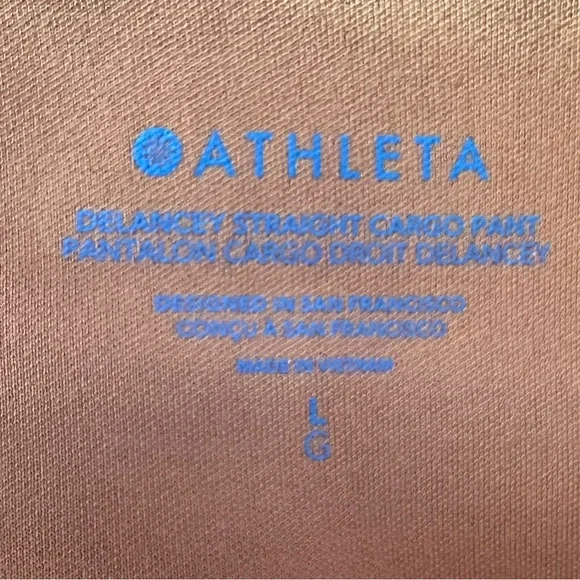 ATHLETA
DELANCEY STRAIGHT CARGO PANT
PANTALON CARGO DROIT DELANCEY
DESIGNED IN SAN FRANCISCO
CONÇU À SAN FRANCISCO
MADE IN VIETNAM
L
G